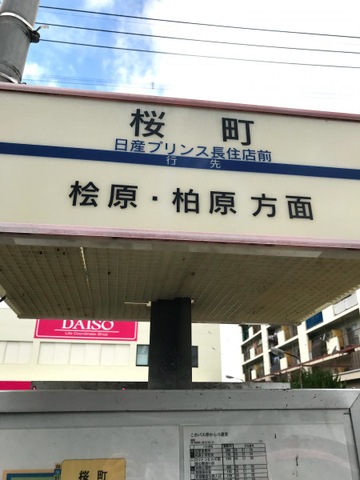 桜町
日産プリンス長住店前
行先
桧原・柏原方面
DAISO
桜町